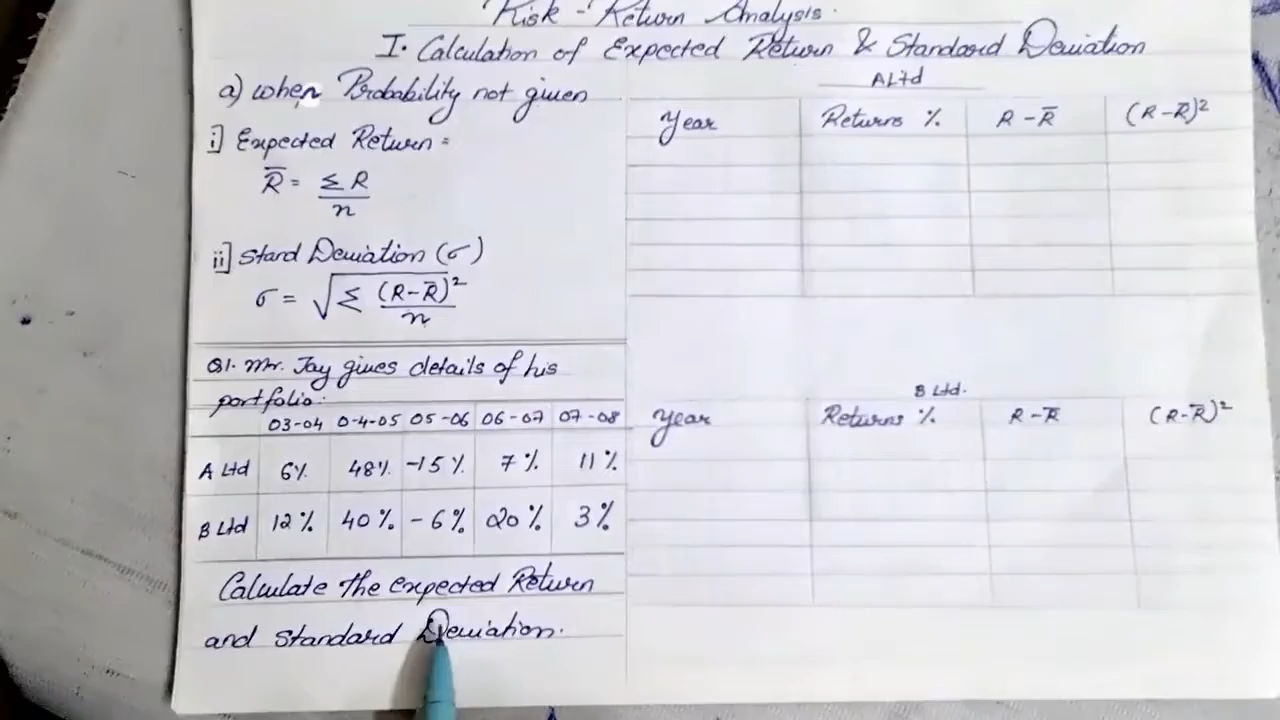 Risk - Return Analysis.
I. Calculation of Expected Return & Standard Deviation
a) when Probability not given
i] Expected Return =
R̅ = Σ R
n
ii] Stard Deviation (σ)
σ = √Σ (R-R̅)²
n
Q1. Mr. Jay gives details of his
portfolio:
03-04 0-4-05 05-06 06-07 07-08
A Ltd 6% 48% -15% 7% 11%
B Ltd 12% 40% -6% 20% 3%
Calculate the expected Return
and standard Deviation.
A Ltd
Year Returns % R-R̅ (R-R̅)²
B Ltd.
Year Returns % R-R̅ (R-R̅)²